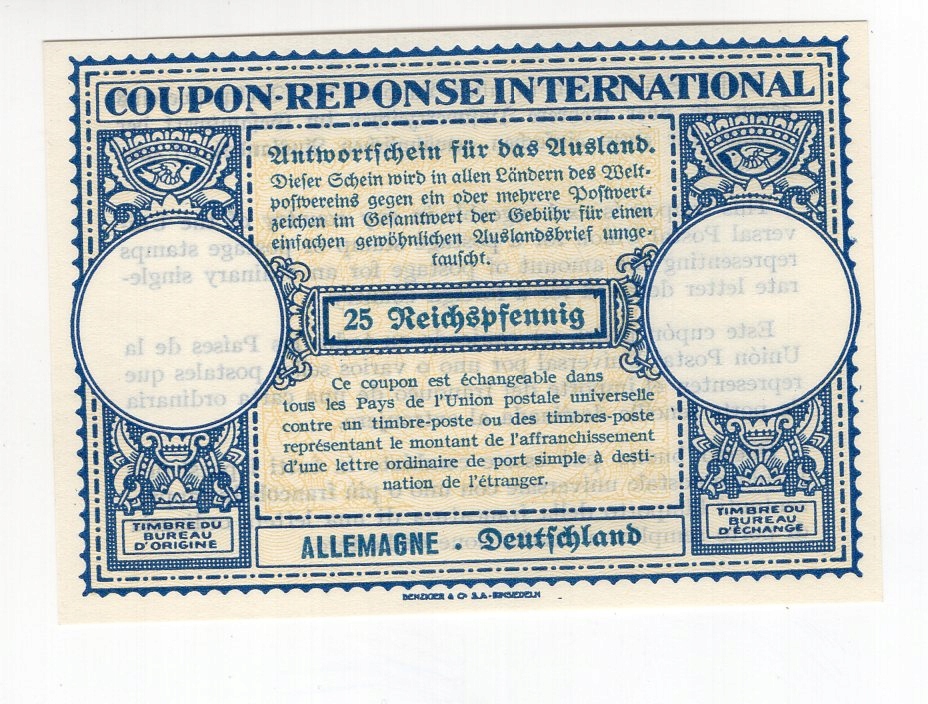 COUPON-REPONSE INTERNATIONAL
Antwortschein für das Ausland.
Dieser Schein wird in allen Ländern des Welt-
postvereins gegen ein oder mehrere Postwert-
zeichen im Gesamtwert der Gebühr für einen
einfachen gewöhnlichen Auslandsbrief umge-
tauscht.
25 Reichspfennig
Ce coupon est échangeable dans
tous les Pays de l'Union postale universelle
contre un timbre-poste ou des timbres-poste
représentant le montant de l'affranchissement
d'une lettre ordinaire de port simple à desti-
nation de l'étranger.
TIMBRE DU
BUREAU
D'ORIGINE
TIMBRE DU
BUREAU
D'ÉCHANGE
ALLEMAGNE · Deutschland
BENZIGER & Co S.A.-EINSIEDELN